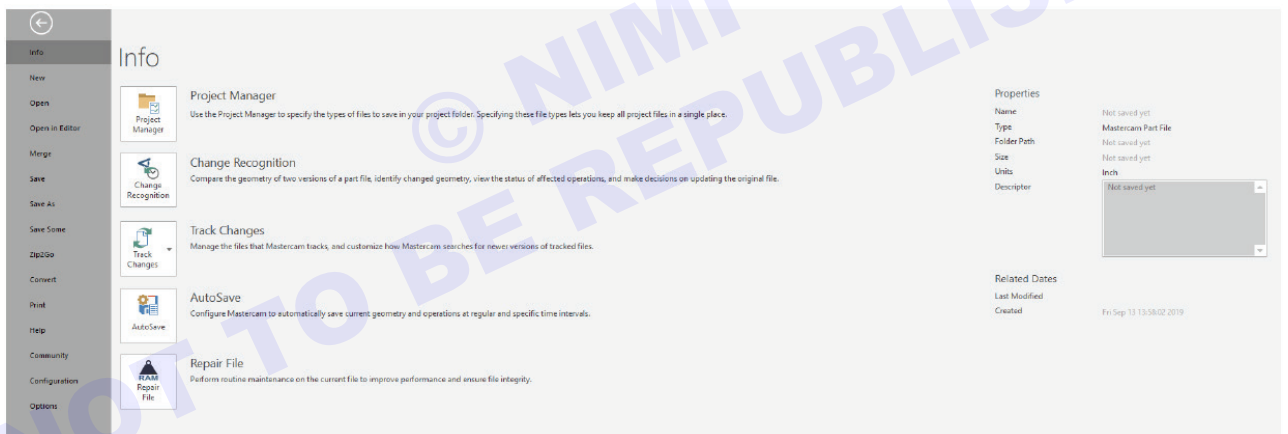 Info
New
Open
Open in Editor
Merge
Save
Save As
Save Some
Zip2Go
Convert
Print
Help
Community
Configuration
Options
Info
Project
Manager
Project Manager
Use the Project Manager to specify the types of files to save in your project folder. Specifying these file types lets you keep all project files in a single place.
Change
Recognition
Change Recognition
Compare the geometry of two versions of a part file, identify changed geometry, view the status of affected operations, and make decisions on updating the original file.
Track
Changes
Track Changes
Manage the files that Mastercam tracks, and customize how Mastercam searches for newer versions of tracked files.
AutoSave
AutoSave
Configure Mastercam to automatically save current geometry and operations at regular and specific time intervals.
RAM
Repair
File
Repair File
Perform routine maintenance on the current file to improve performance and ensure file integrity.
Properties
Name Not saved yet
Type Mastercam Part File
Folder Path Not saved yet
Size Not saved yet
Units Inch
Descriptor Not saved yet
Related Dates
Last Modified
Created Fri Sep 13 13:58:02 2019
© NIMI
NOT TO BE REPUBLIS